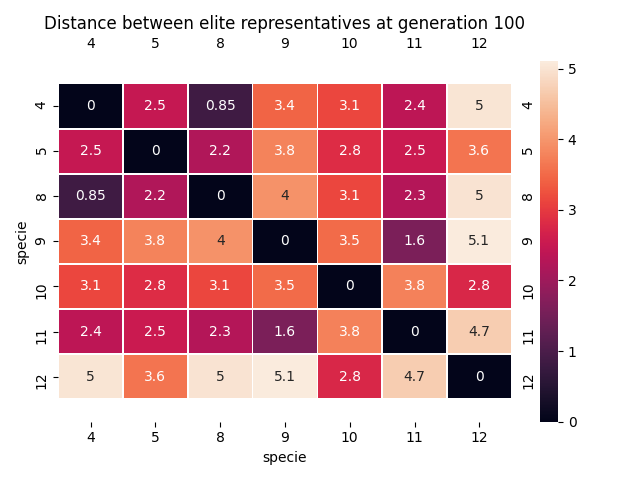 Distance between elite representatives at generation 100
4 5 8 9 10 11 12
4 0 2.5 0.85 3.4 3.1 2.4 5 4
5 2.5 0 2.2 3.8 2.8 2.5 3.6 5
8 0.85 2.2 0 4 3.1 2.3 5 8
9 3.4 3.8 4 0 3.5 1.6 5.1 9
10 3.1 2.8 3.1 3.5 0 3.8 2.8 10
11 2.4 2.5 2.3 1.6 3.8 0 4.7 11
12 5 3.6 5 5.1 2.8 4.7 0 12
4 5 8 9 10 11 12
specie
specie
5
4
3
2
1
0